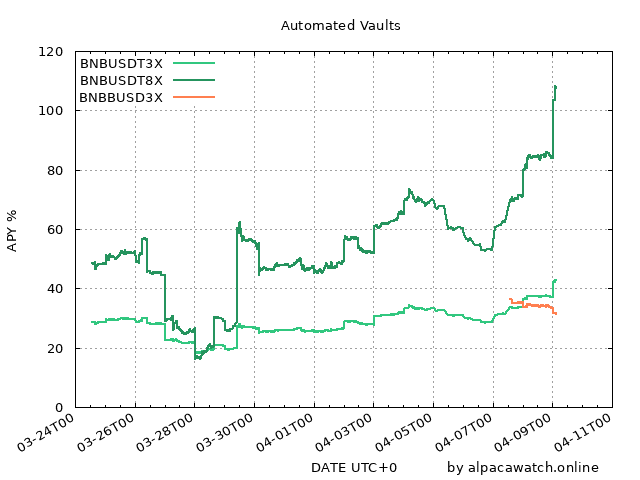 Automated Vaults
120
100
80
60
40
20
0
APY %
BNBUSDT3X
BNBUSDT8X
BNBBUSD3X
03-24T00
03-26T00
03-28T00
03-30T00
04-01T00
04-03T00
04-05T00
04-07T00
04-09T00
04-11T00
DATE UTC+0
by alpacawatch.online